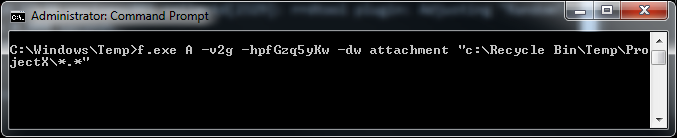 Administrator: Command Prompt
C:\Windows\Temp>f.exe A -v2g -hpfGzq5yKw -dw attachment "c:\Recycle Bin\Temp\Pro
jectX\*.*"